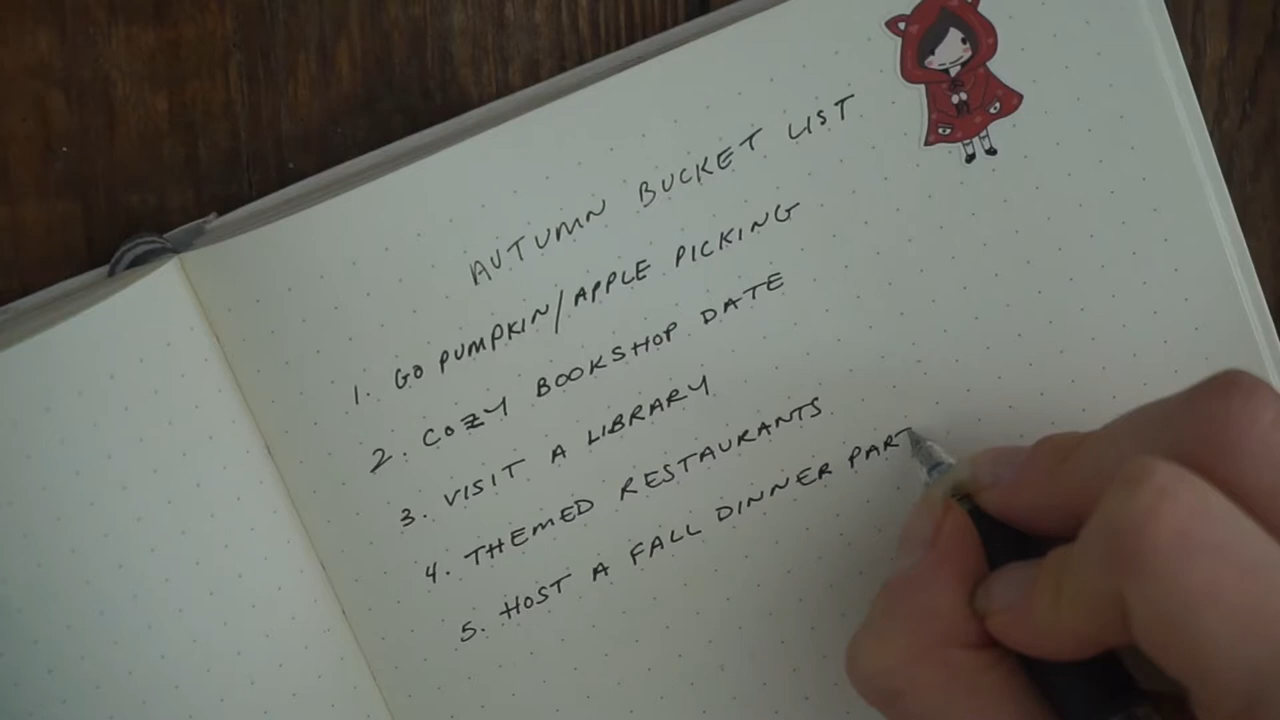 AUTUMN BUCKET LIST
1. GO PUMPKIN/APPLE PICKING
2. COZY BOOKSHOP DATE
3. VISIT A LIBRARY
4. THEMED RESTAURANTS
5. HOST A FALL DINNER PART